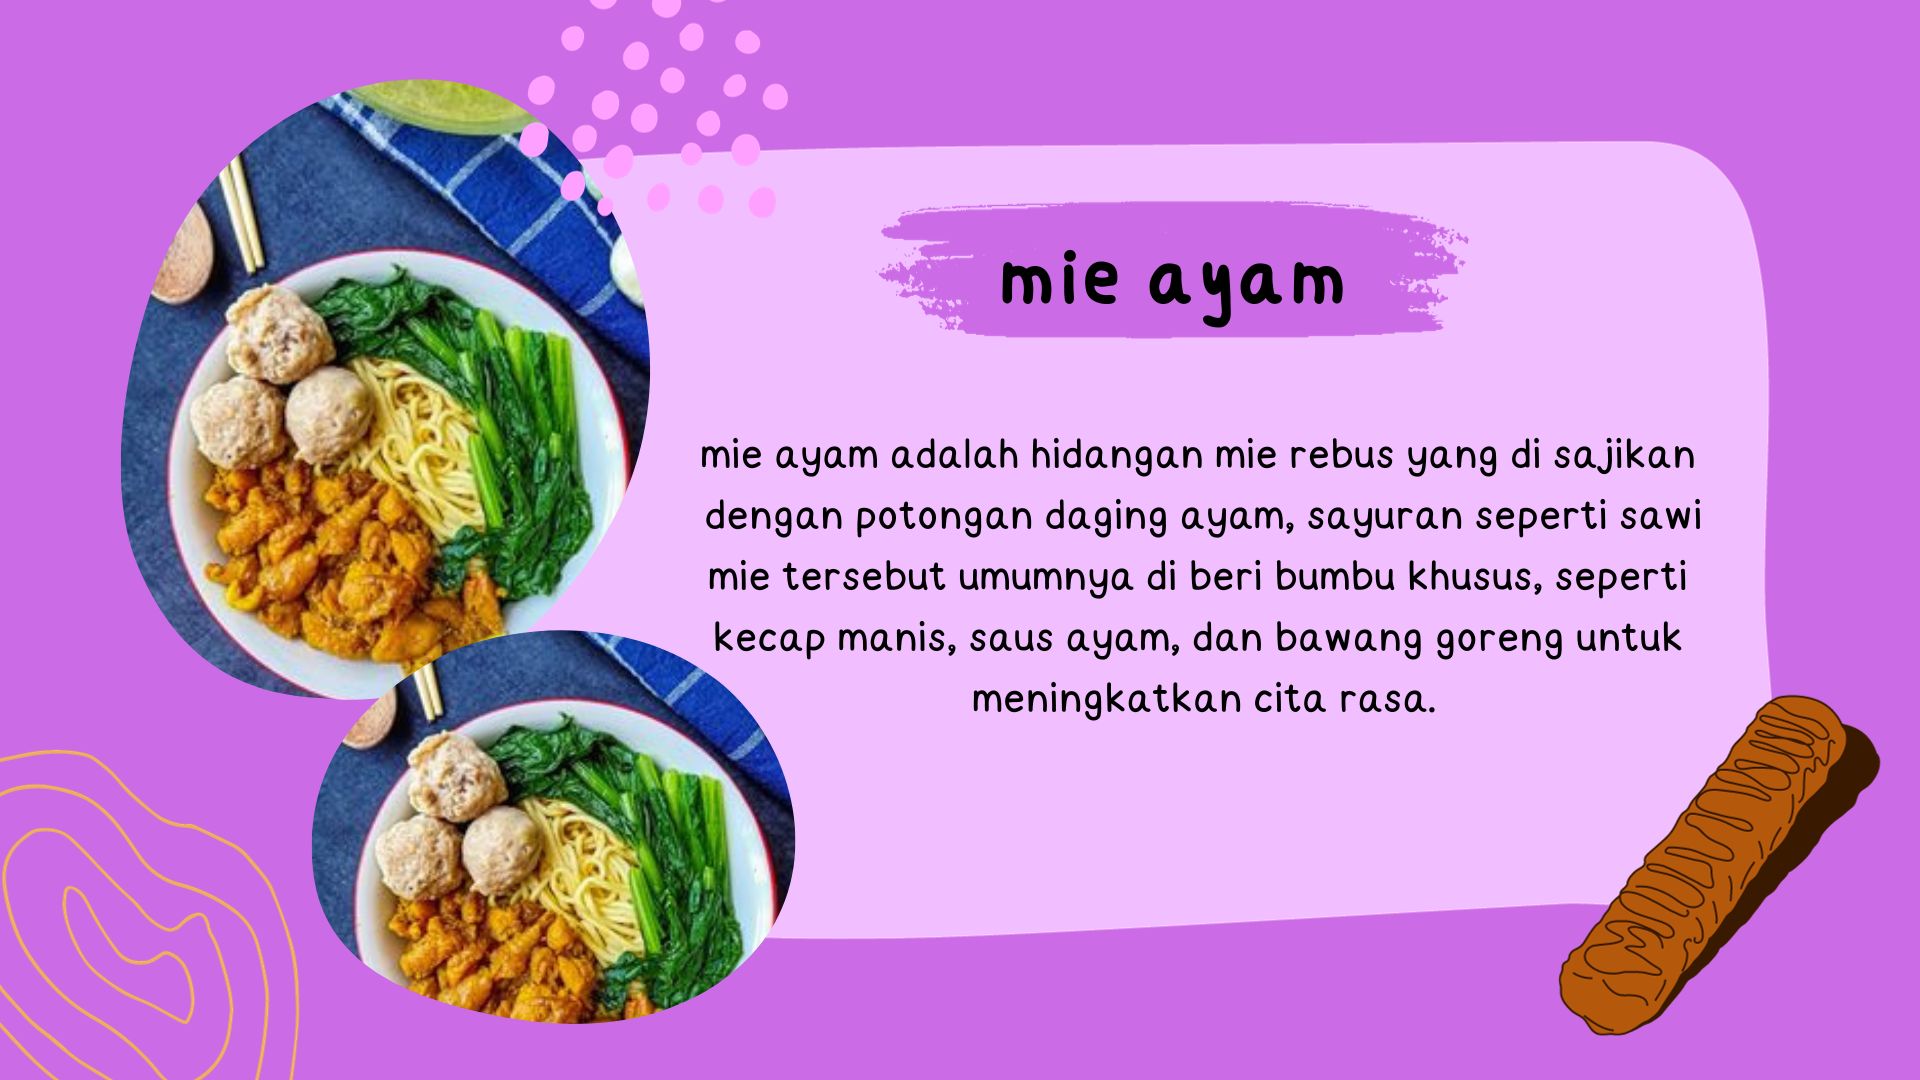 mie ayam
mie ayam adalah hidangan mie rebus yang di sajikan
dengan potongan daging ayam, sayuran seperti sawi
mie tersebut umumnya di beri bumbu khusus, seperti
kecap manis, saus ayam, dan bawang goreng untuk
meningkatkan cita rasa.